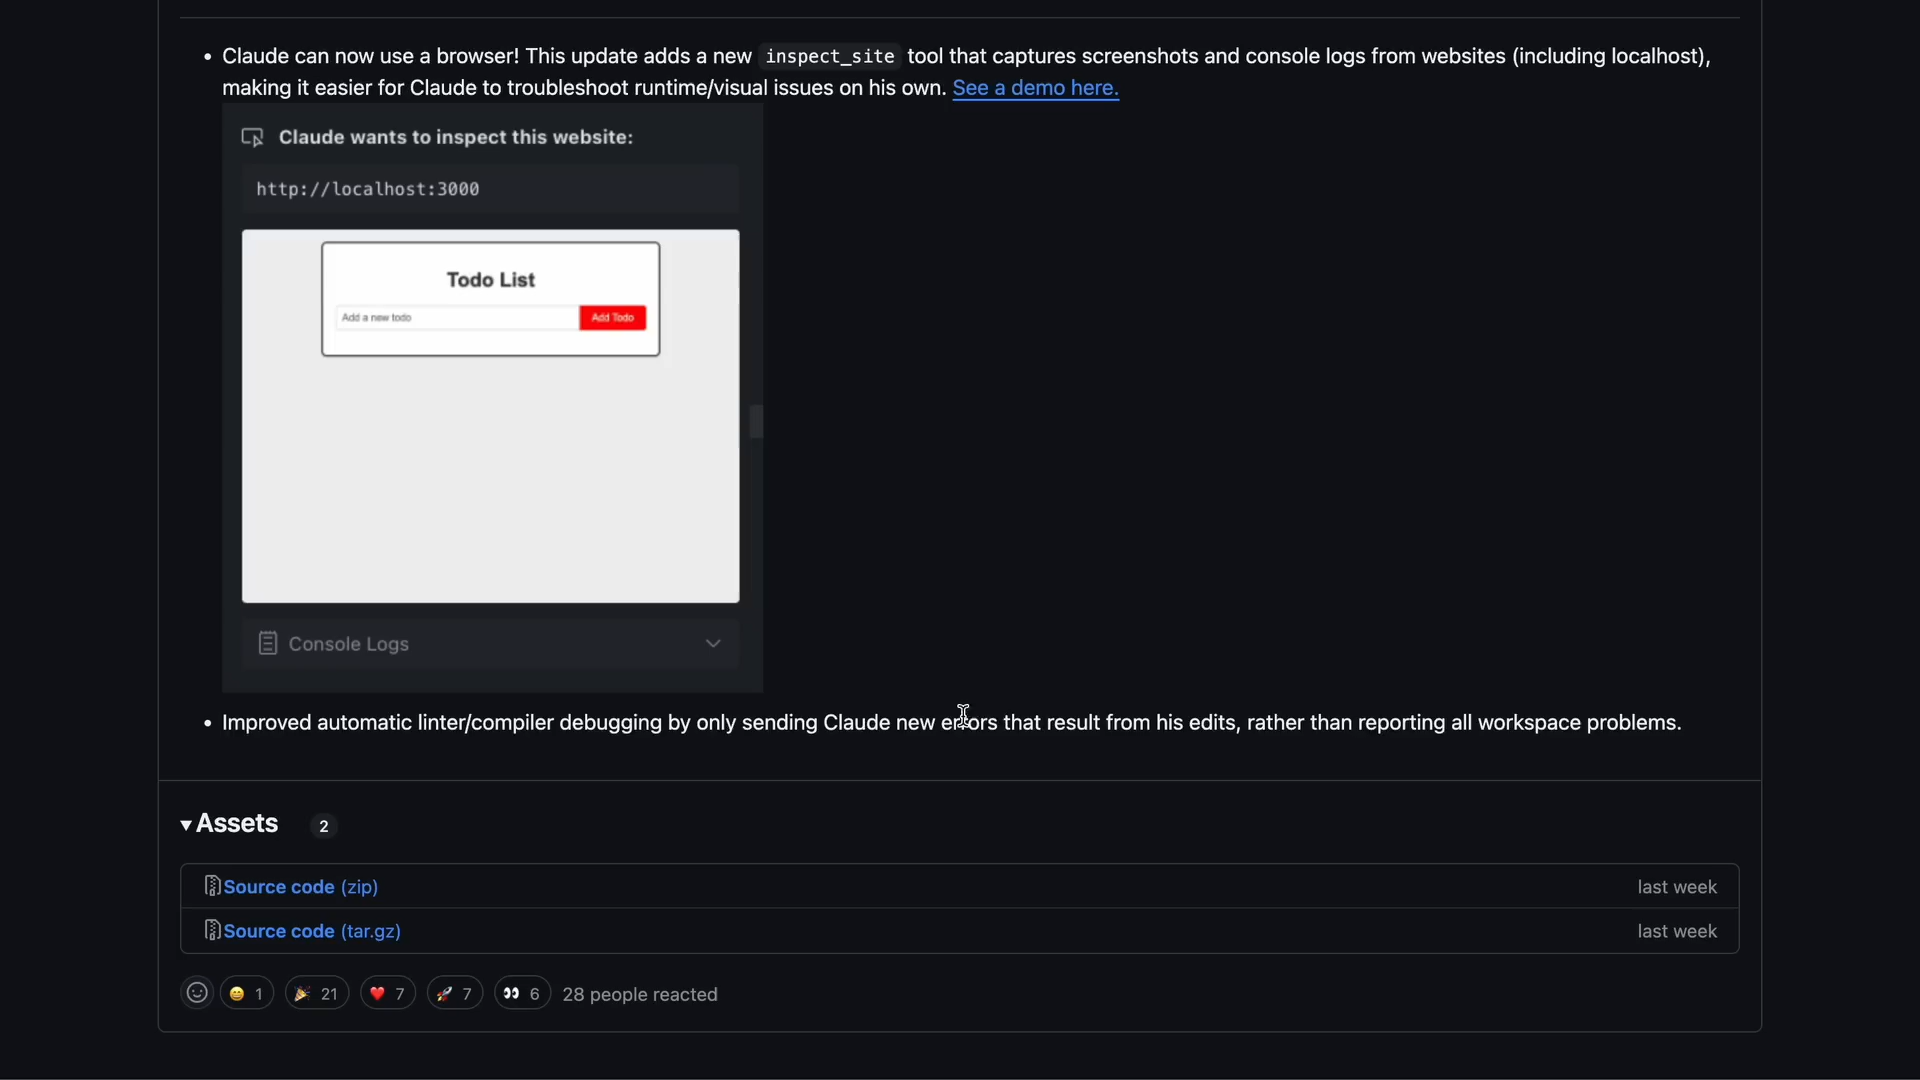 • Claude can now use a browser! This update adds a new inspect_site tool that captures screenshots and console logs from websites (including localhost),
making it easier for Claude to troubleshoot runtime/visual issues on his own. See a demo here.
Claude wants to inspect this website:
http://localhost:3000
Todo List
Add a new todo Add Todo
Console Logs
• Improved automatic linter/compiler debugging by only sending Claude new errors that result from his edits, rather than reporting all workspace problems.
▾ Assets 2
Source code (zip) last week
Source code (tar.gz) last week
😄 1 🎉 21 ❤️ 7 🚀 7 👀 6 28 people reacted